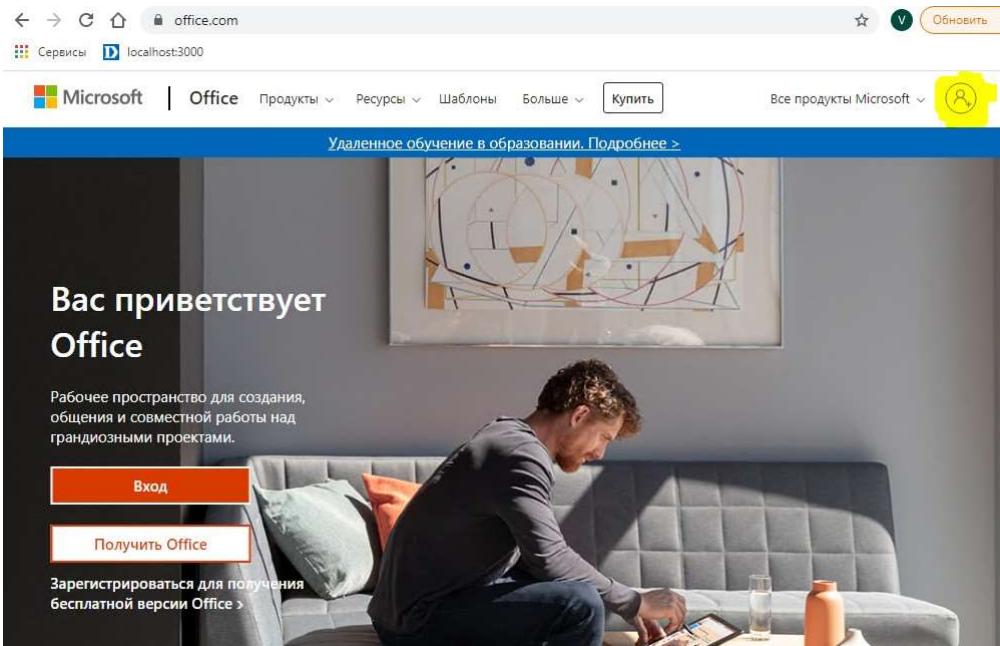 office.com
V
Обновить
Сервисы
localhost:3000
Microsoft | Office Продукты Ресурсы Шаблоны Больше Купить Все продукты Microsoft
Удаленное обучение в образовании. Подробнее >
Вас приветствует
Office
Рабочее пространство для создания,
общения и совместной работы над
грандиозными проектами.
Вход
Получить Office
Зарегистрироваться для получения
бесплатной версии Office >